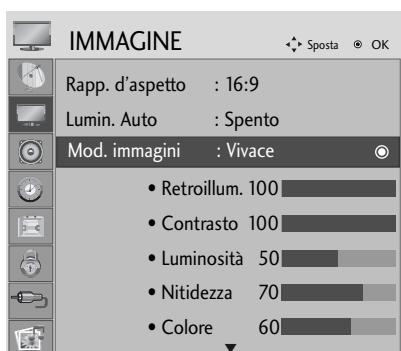 IMMAGINE Sposta OK
Rapp. d'aspetto : 16:9
Lumin. Auto : Spento
Mod. immagini : Vivace
• Retroillum. 100
• Contrasto 100
• Luminosità 50
• Nitidezza 70
• Colore 60